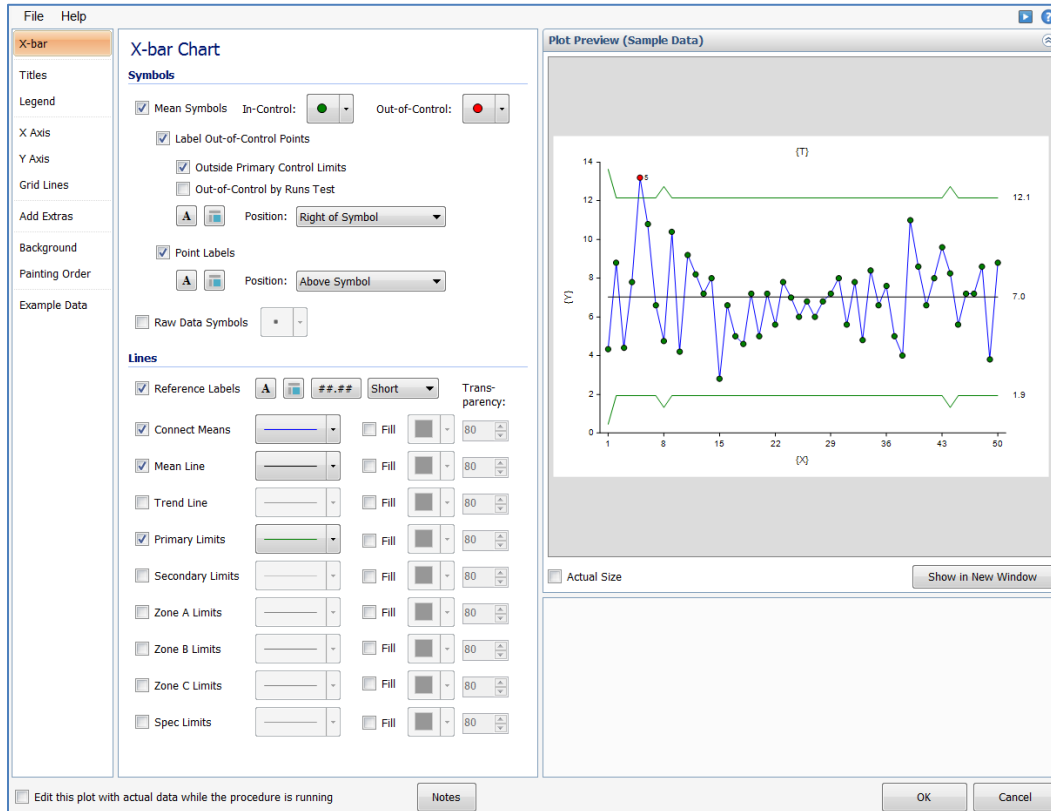 File Help
X-bar
Titles
Legend
X Axis
Y Axis
Grid Lines
Add Extras
Background
Painting Order
Example Data
X-bar Chart
Symbols
Mean Symbols In-Control: Out-of-Control:
Label Out-of-Control Points
Outside Primary Control Limits
Out-of-Control by Runs Test
A Position: Right of Symbol
Point Labels
A Position: Above Symbol
Raw Data Symbols
Lines
Reference Labels A ##.## Short Trans-
parency:
Connect Means Fill 80
Mean Line Fill 80
Trend Line Fill 80
Primary Limits Fill 80
Secondary Limits Fill 80
Zone A Limits Fill 80
Zone B Limits Fill 80
Zone C Limits Fill 80
Spec Limits Fill 80
Plot Preview (Sample Data)
{T}
14
12
10
8
6
4
2
0
{Y}
5
12.1
7.0
1.9
1 8 15 22 29 36 43 50
{X}
Actual Size Show in New Window
Edit this plot with actual data while the procedure is running Notes OK Cancel